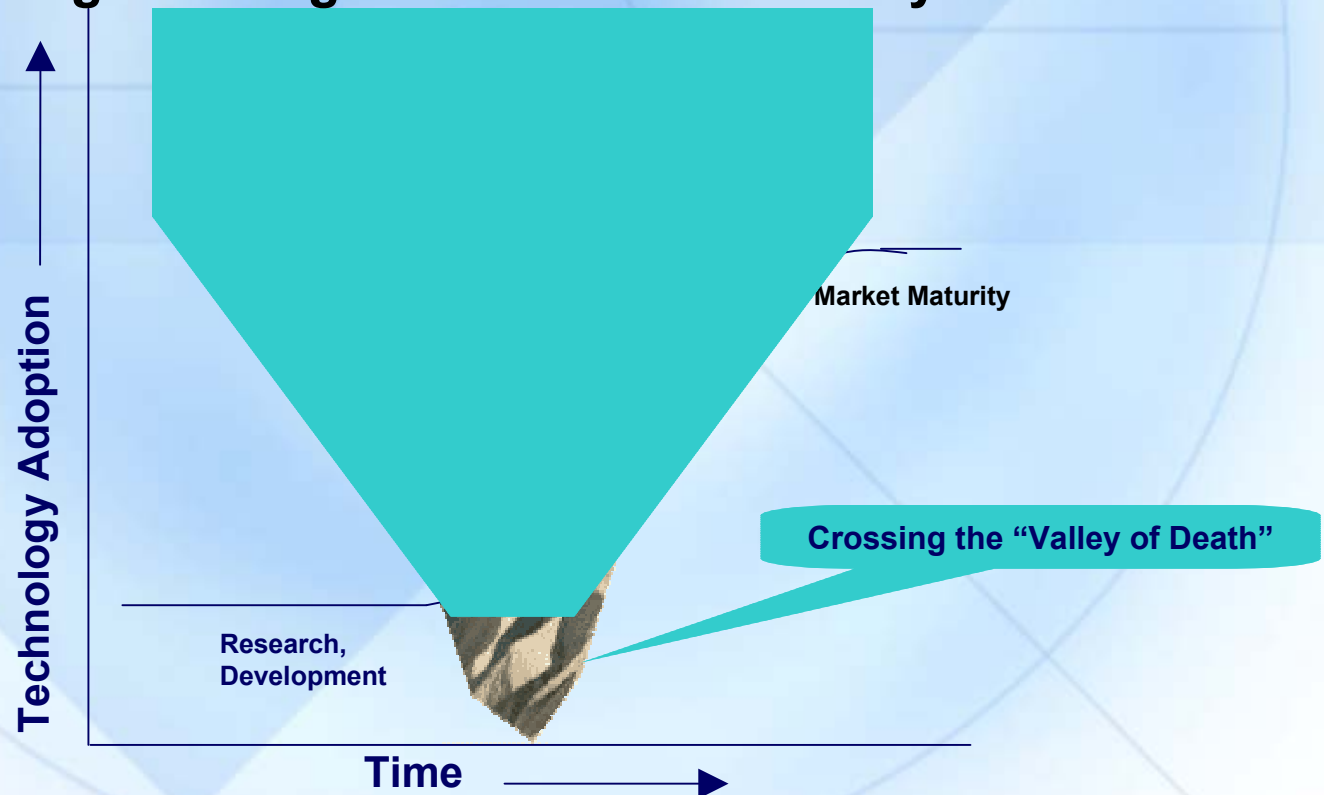 Technology Adoption
Market Maturity
Crossing the “Valley of Death”
Research,
Development
Time